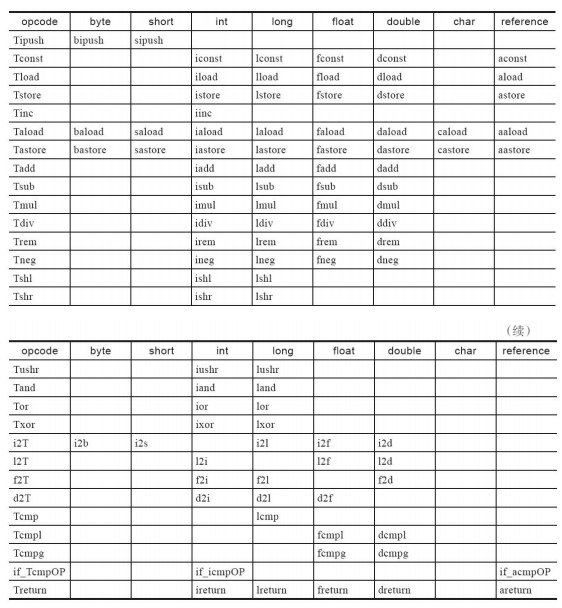 opcode byte short int long float double char reference
Tipush bipush sipush
Tconst iconst lconst fconst dconst aconst
Tload iload lload fload dload aload
Tstore istore lstore fstore dstore astore
Tinc iinc
Taload baload saload iaload laload faload daload caload aaload
Tastore bastore sastore iastore lastore fastore dastore castore aastore
Tadd iadd ladd fadd dadd
Tsub isub lsub fsub dsub
Tmul imul lmul fmul dmul
Tdiv idiv ldiv fdiv ddiv
Trem irem lrem frem drem
Tneg ineg lneg fneg dneg
Tshl ishl lshl
Tshr ishr lshr
（续）
opcode byte short int long float double char reference
Tushr iushr lushr
Tand iand land
Tor ior lor
Txor ixor lxor
i2T i2b i2s i2l i2f i2d
l2T l2i l2f l2d
f2T f2i f2l f2d
d2T d2i d2l d2f
Tcmp lcmp
Tcmpl fcmpl dcmpl
Tcmpg fcmpg dcmpg
if_TcmpOP if_icmpOP if_acmpOP
Treturn ireturn lreturn freturn dreturn areturn